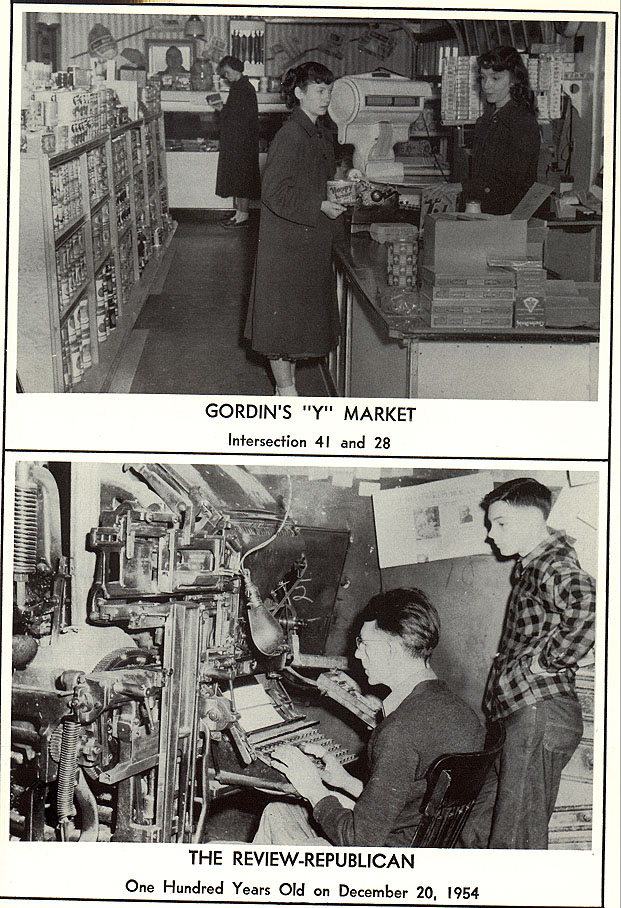 GORDIN'S "Y" MARKET
Intersection 41 and 28
THE REVIEW-REPUBLICAN
One Hundred Years Old on December 20, 1954